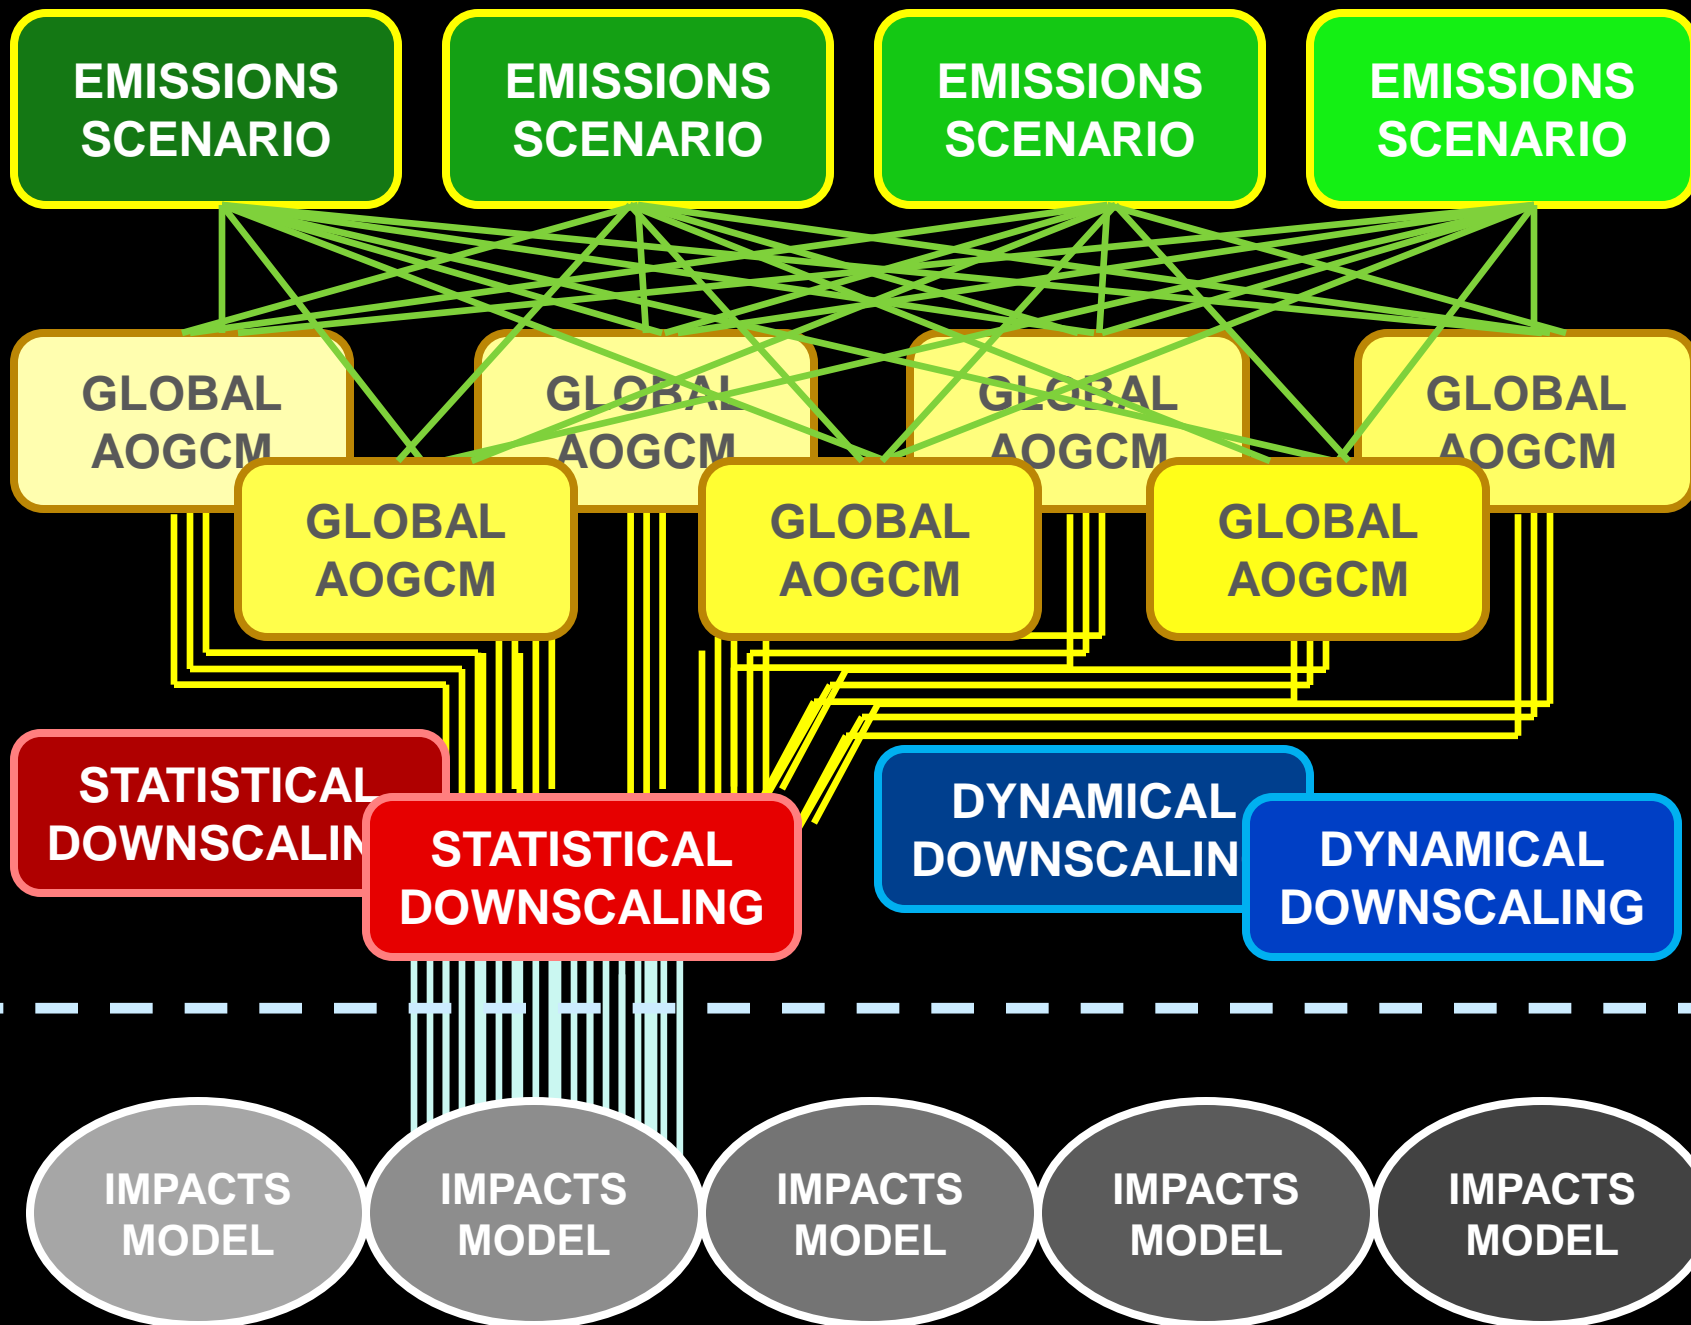 EMISSIONS
SCENARIO
EMISSIONS
SCENARIO
EMISSIONS
SCENARIO
EMISSIONS
SCENARIO
GLOBAL
AOGCM
GLOBAL
AOGCM
GLOBAL
AOGCM
GLOBAL
AOGCM
GLOBAL
AOGCM
GLOBAL
AOGCM
GLOBAL
AOGCM
STATISTICAL
DOWNSCALIN
STATISTICAL
DOWNSCALING
DYNAMICAL
DOWNSCALIN
DYNAMICAL
DOWNSCALING
IMPACTS
MODEL
IMPACTS
MODEL
IMPACTS
MODEL
IMPACTS
MODEL
IMPACTS
MODEL